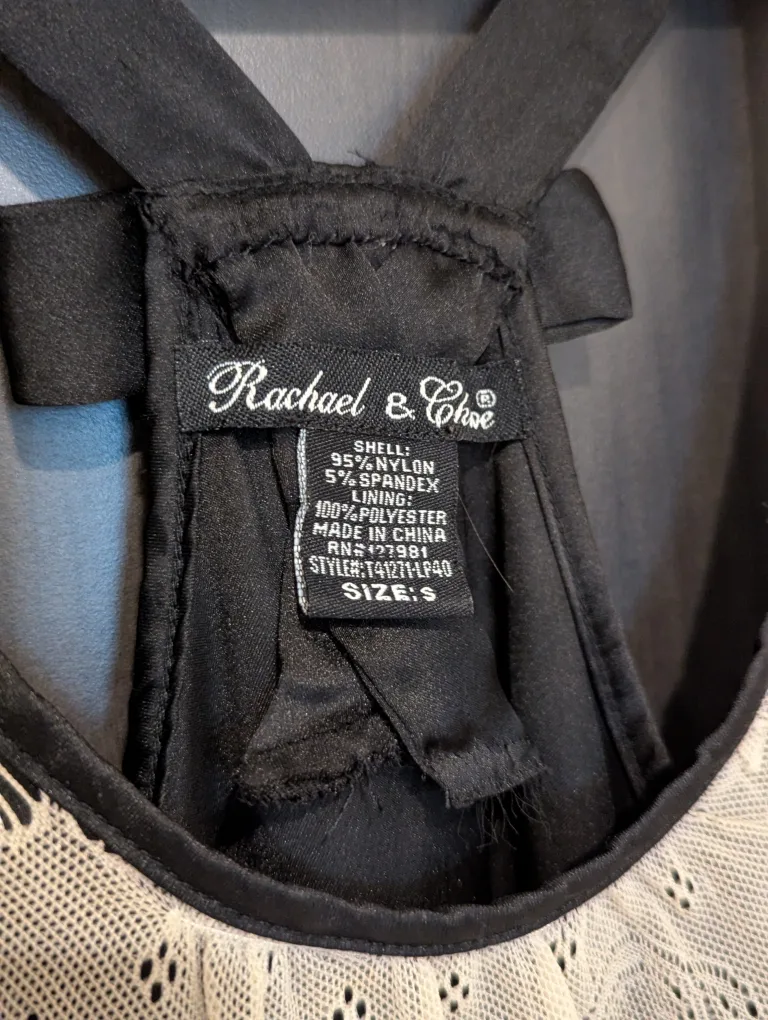 Rachael & Chloe®
SHELL:
95%NYLON
5%SPANDEX
LINING:
100%POLYESTER
MADE IN CHINA
RN#127981
STYLE#:T41271-LP40
SIZE:S